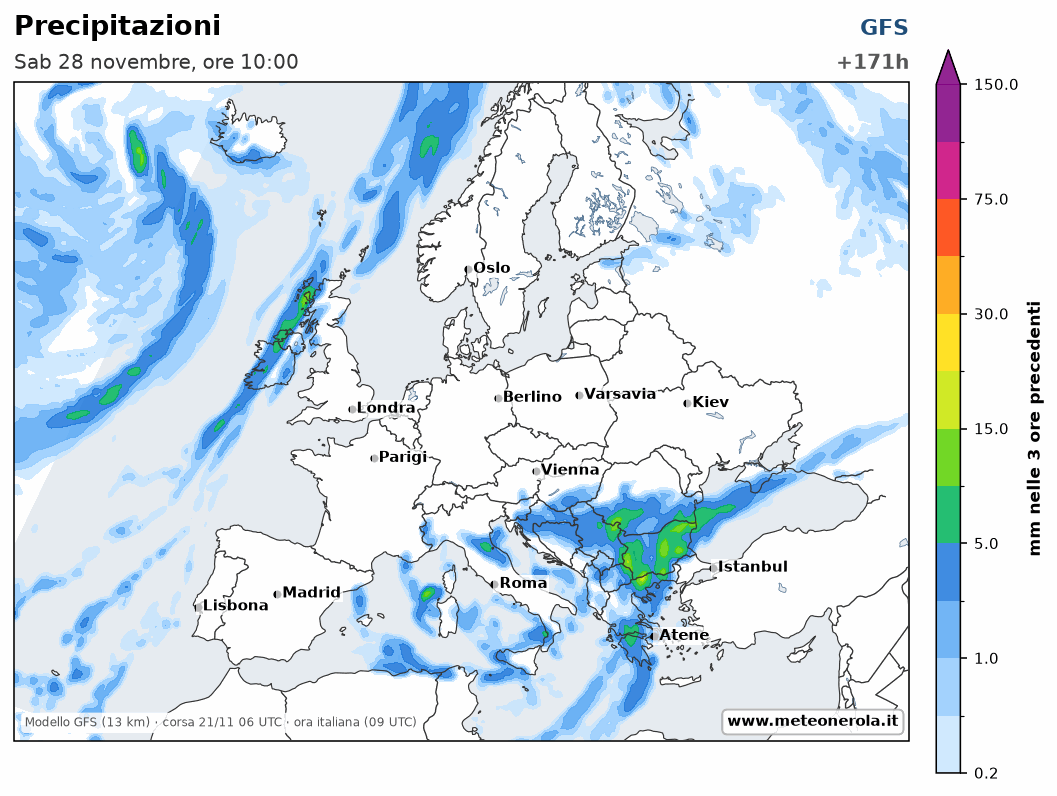 Precipitazioni
GFS
Sab 28 novembre, ore 10:00
+171h
150.0
75.0
30.0
15.0
5.0
1.0
0.2
mm nelle 3 ore precedenti
Oslo
Berlino
Varsavia
Londra
Kiev
Parigi
Vienna
Istanbul
Roma
Madrid
Lisbona
Atene
Modello GFS (13 km) · corsa 21/11 06 UTC · ora italiana (09 UTC)
www.meteonerola.it